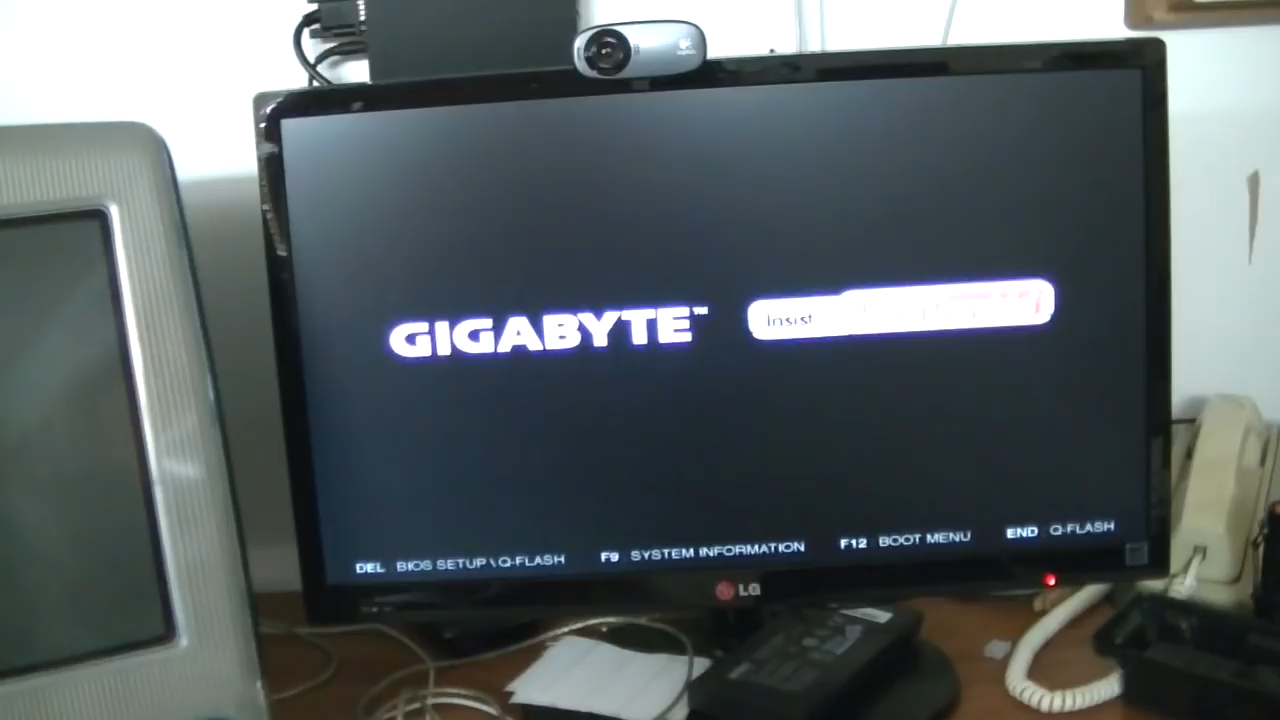 GIGABYTE™
Insist
DEL BIOS SETUP\Q-FLASH
F9 SYSTEM INFORMATION
F12 BOOT MENU
END Q-FLASH
LG